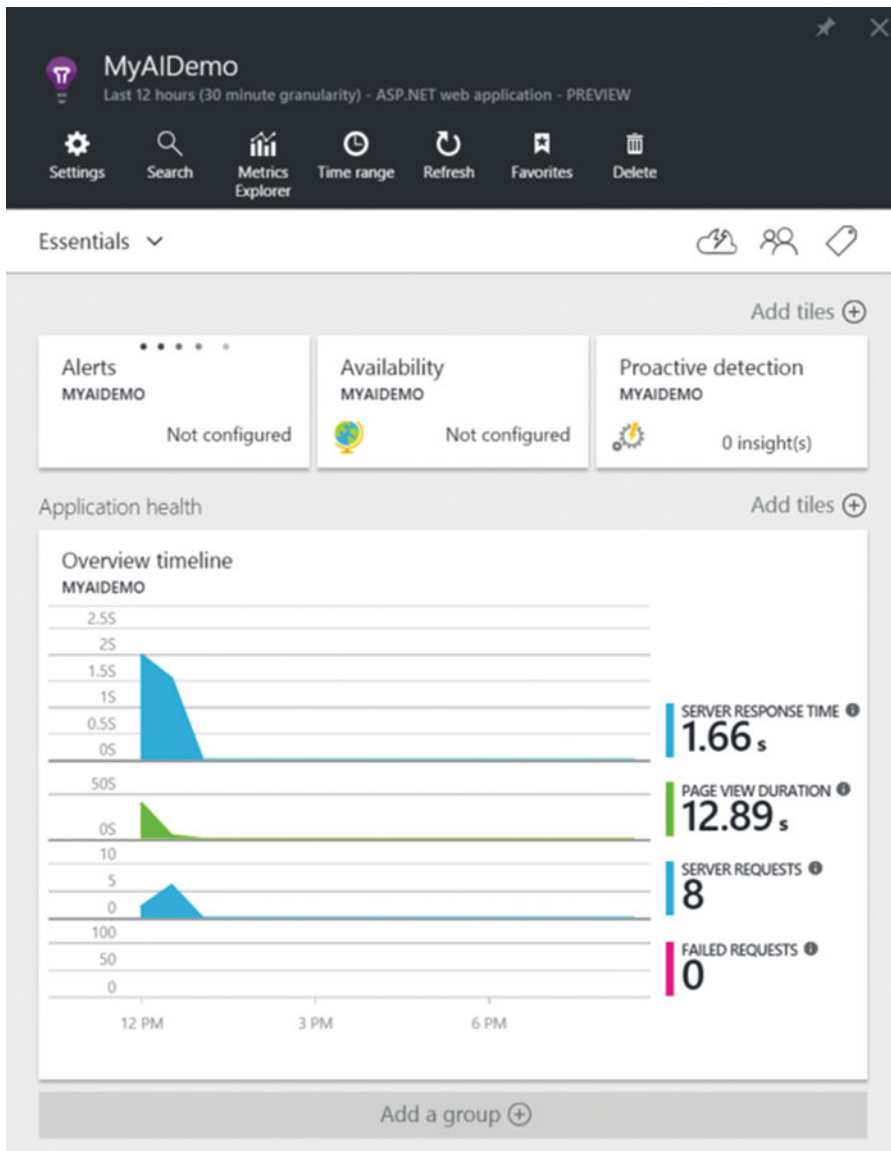 MyAIDemo
Last 12 hours (30 minute granularity) - ASP.NET web application - PREVIEW
Settings
Search
Metrics
Explorer
Time range
Refresh
Favorites
Delete
Essentials
Add tiles
Alerts
MYAIDEMO
Not configured
Availability
MYAIDEMO
Not configured
Proactive detection
MYAIDEMO
0 insight(s)
Application health
Add tiles
Overview timeline
MYAIDEMO
2.5S
2S
1.5S
1S
0.5S
0S
SERVER RESPONSE TIME
1.66 s
50S
0S
PAGE VIEW DURATION
12.89 s
10
5
0
SERVER REQUESTS
8
100
50
0
FAILED REQUESTS
0
12 PM
3 PM
6 PM
Add a group